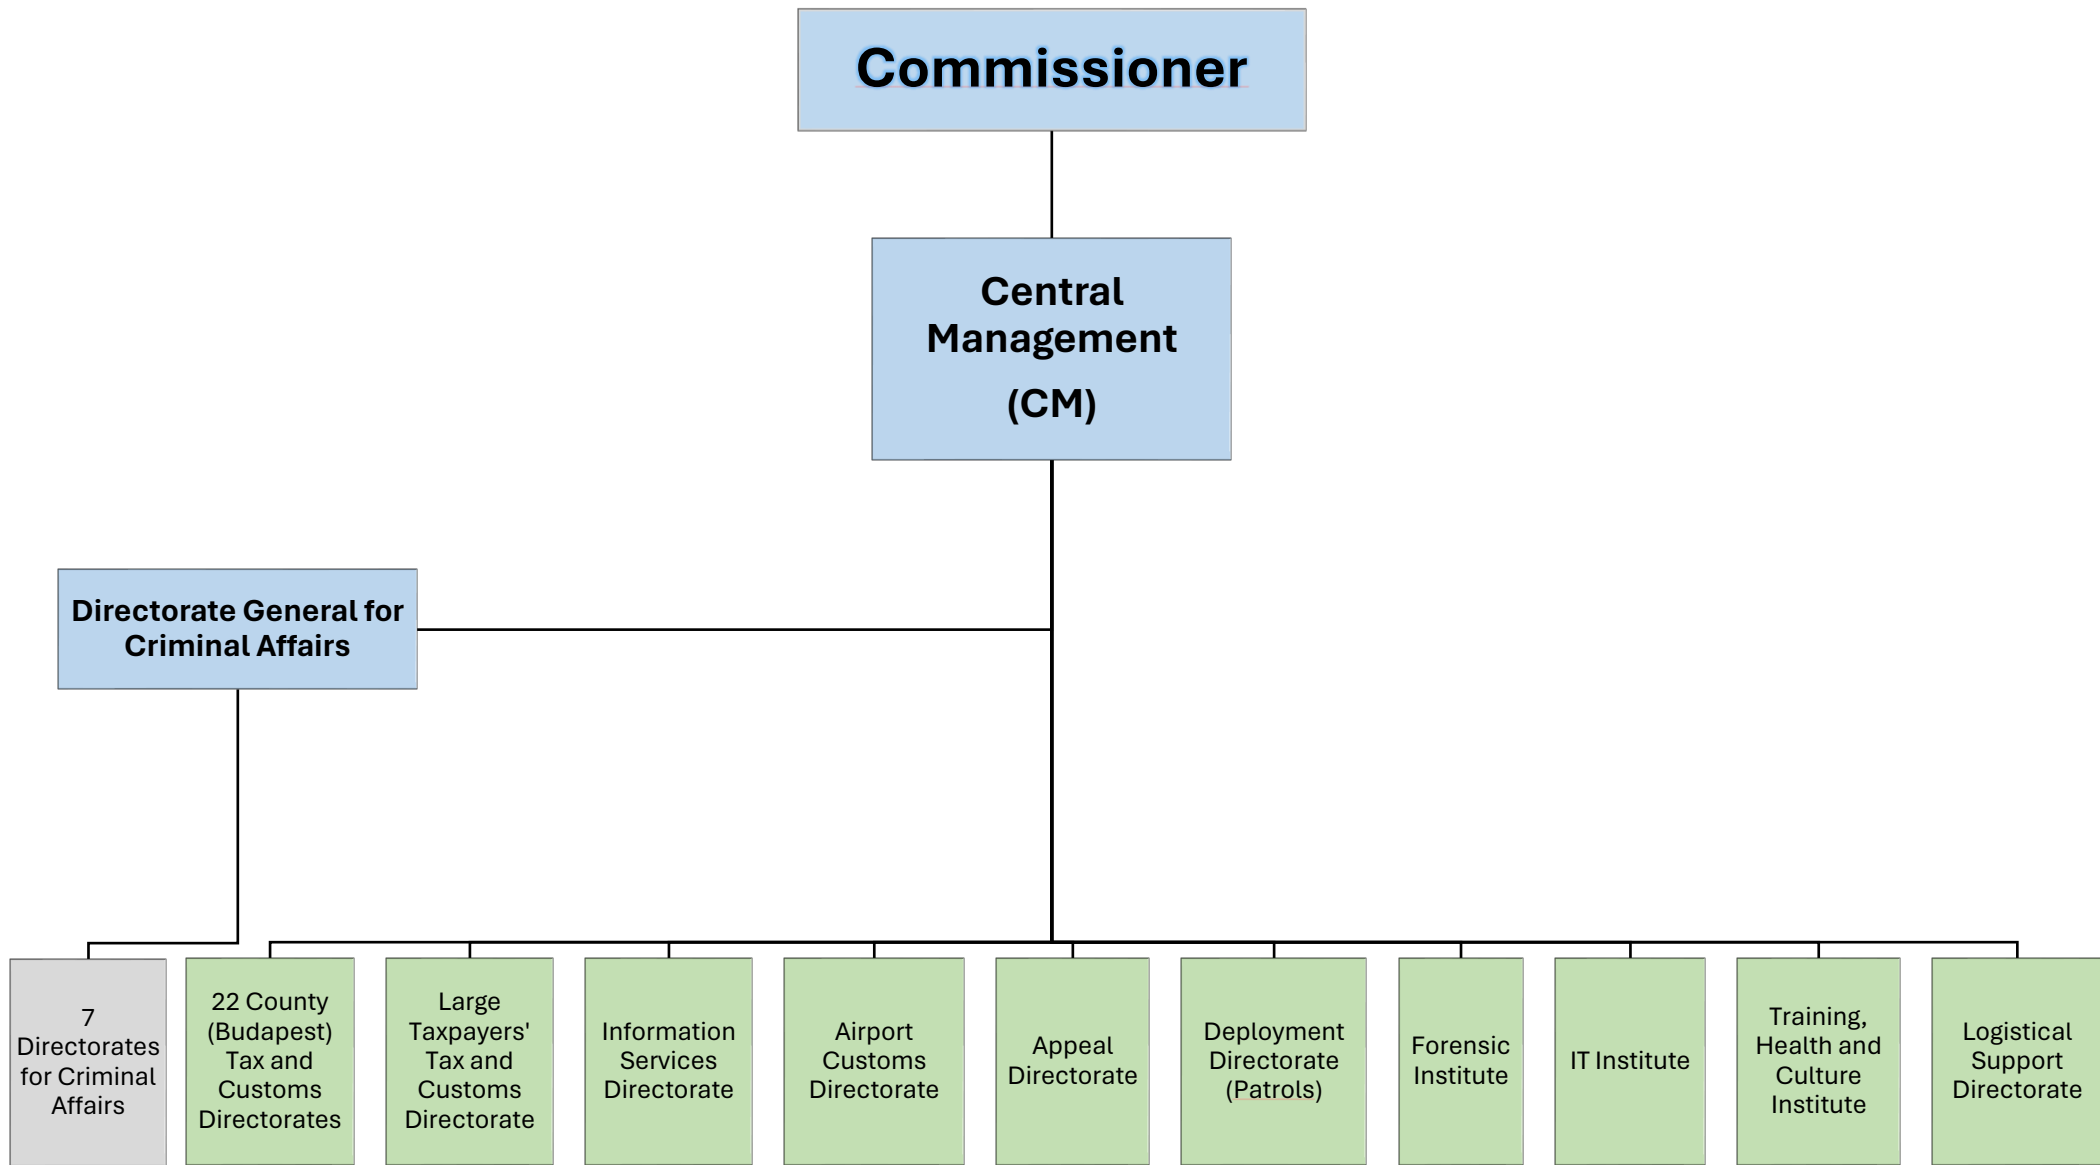 Commissioner
Central
Management
(CM)
Directorate General for
Criminal Affairs
7
Directorates
for Criminal
Affairs
22 County
(Budapest)
Tax and
Customs
Directorates
Large
Taxpayers'
Tax and
Customs
Directorate
Information
Services
Directorate
Airport
Customs
Directorate
Appeal
Directorate
Deployment
Directorate
(Patrols)
Forensic
Institute
IT Institute
Training,
Health and
Culture
Institute
Logistical
Support
Directorate